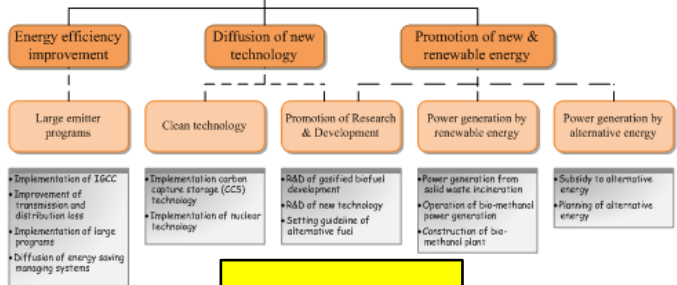 Energy efficiency
improvement
Diffusion of new
technology
Promotion of new &
renewable energy
Large emitter
programs
Clean technology
Promotion of Research
& Development
Power generation by
renewable energy
Power generation by
alternative energy
•Implementation of IGCC
•Improvement of
transmission and
distribution loss
•Implementation of large
programs
•Diffusion of energy saving
managing systems
•Implementation carbon
capture storage (CCS)
technology
•Implementation of nuclear
technology
•R&D of gasified biofuel
development
•R&D of new technology
•Setting guideline of
alternative fuel
•Power generation from
solid waste incineration
•Operation of bio-methanol
power generation
•Construction of bio-
methanol plant
•Subsidy to alternative
energy
•Planning of alternative
energy